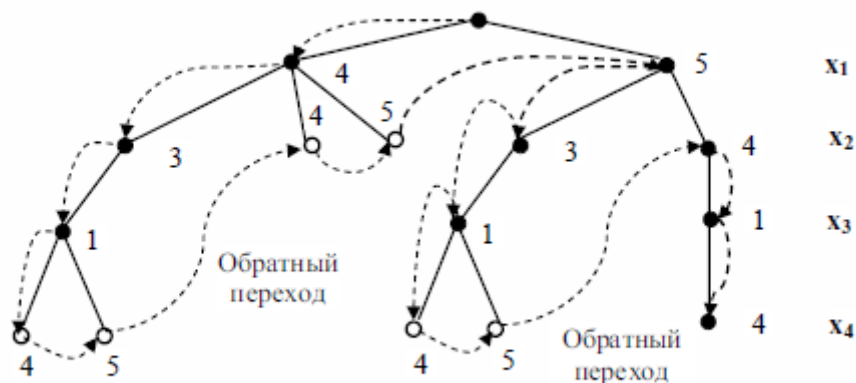 4 5 x₁
4 5
3 3 4 x₂
1 1 1 x₃
Обратный
переход
4 x₄
4 5 4 5
Обратный
переход